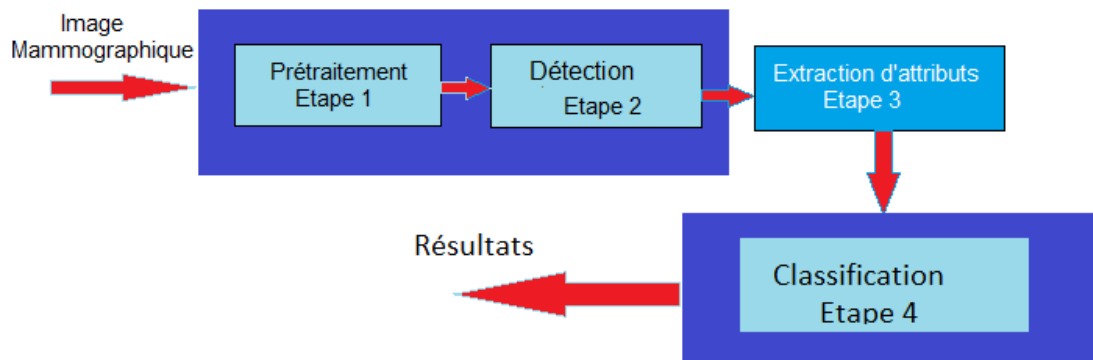 Image
Mammographique
Prétraitement
Etape 1
Détection
Etape 2
Extraction d'attributs
Etape 3
Résultats
Classification
Etape 4